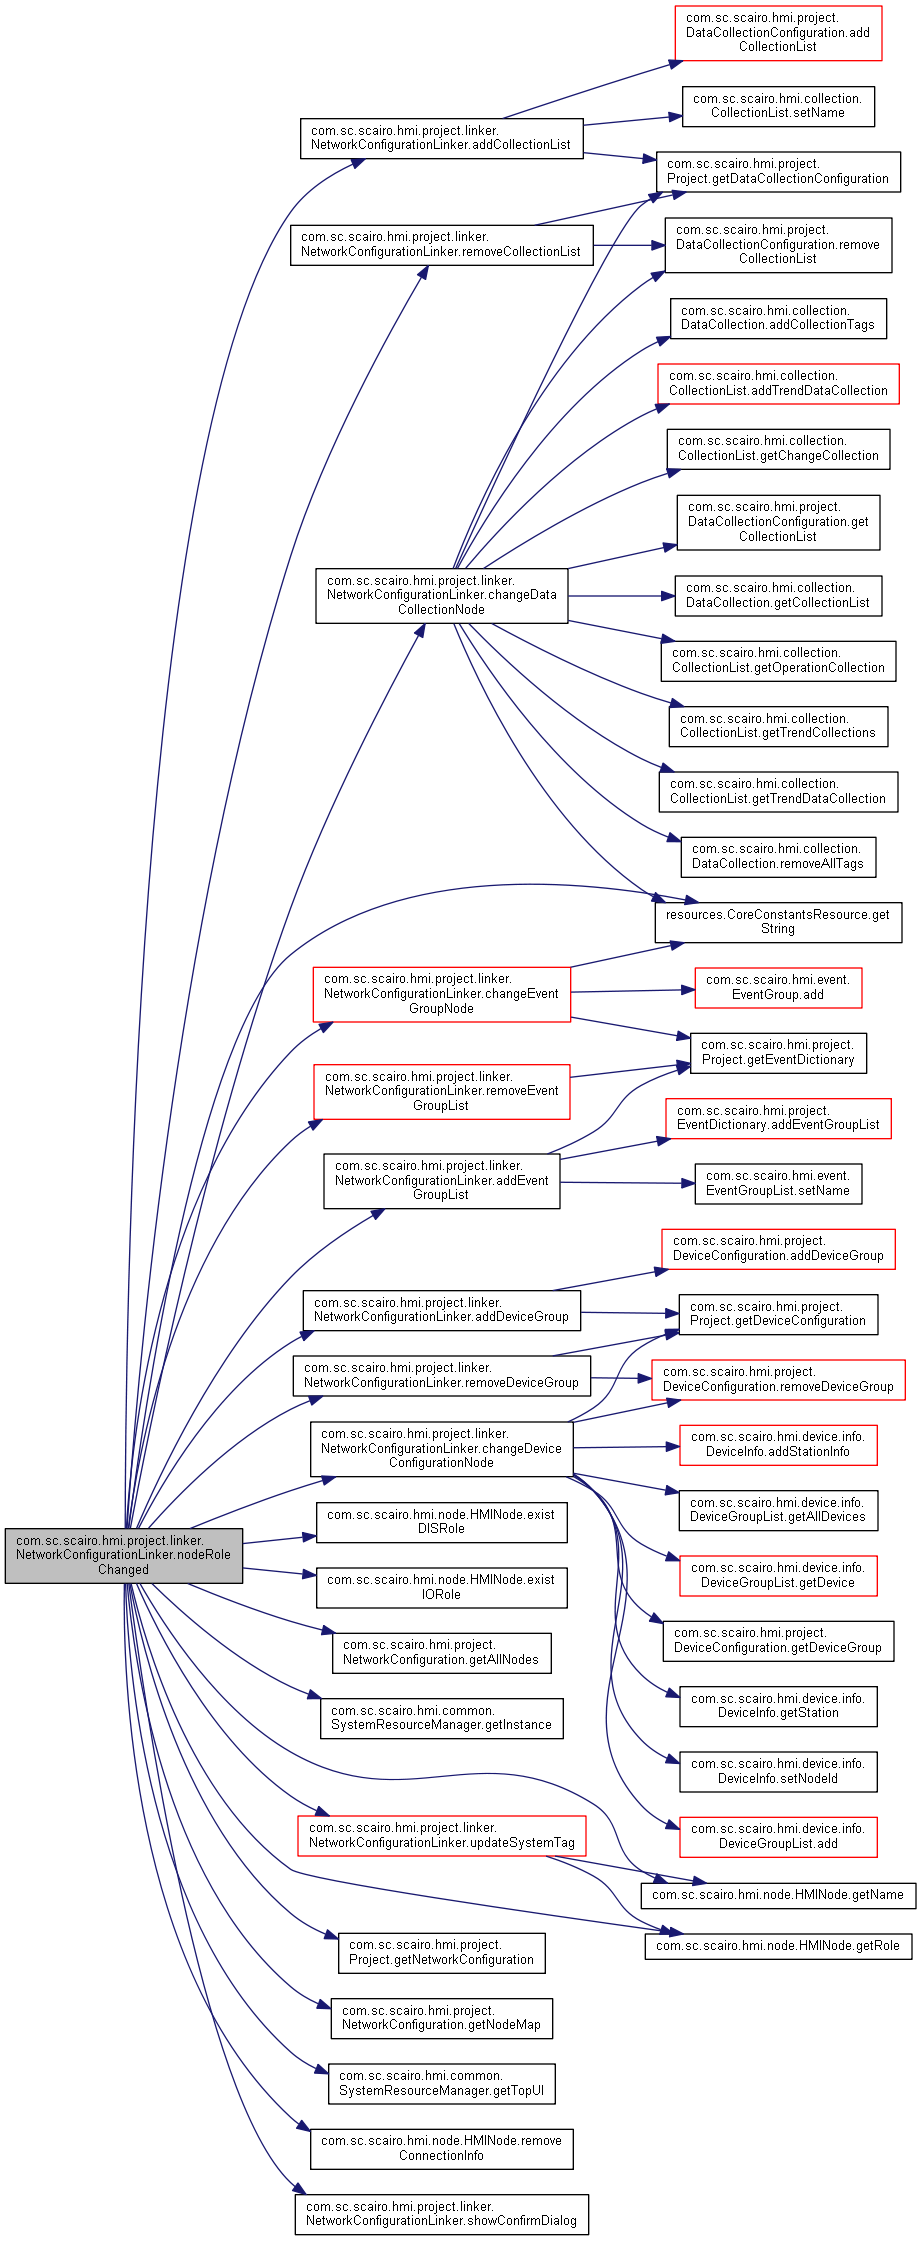 com.sc.scairo.hmi.project.
DataCollectionConfiguration.add
CollectionList
com.sc.scairo.hmi.collection.
CollectionList.setName
com.sc.scairo.hmi.project.linker.
NetworkConfigurationLinker.addCollectionList
com.sc.scairo.hmi.project.
Project.getDataCollectionConfiguration
com.sc.scairo.hmi.project.linker.
NetworkConfigurationLinker.removeCollectionList
com.sc.scairo.hmi.project.
DataCollectionConfiguration.remove
CollectionList
com.sc.scairo.hmi.collection.
DataCollection.addCollectionTags
com.sc.scairo.hmi.collection.
CollectionList.addTrendDataCollection
com.sc.scairo.hmi.collection.
CollectionList.getChangeCollection
com.sc.scairo.hmi.project.
DataCollectionConfiguration.get
CollectionList
com.sc.scairo.hmi.project.linker.
NetworkConfigurationLinker.changeData
CollectionNode
com.sc.scairo.hmi.collection.
DataCollection.getCollectionList
com.sc.scairo.hmi.collection.
CollectionList.getOperationCollection
com.sc.scairo.hmi.collection.
CollectionList.getTrendCollections
com.sc.scairo.hmi.collection.
CollectionList.getTrendDataCollection
com.sc.scairo.hmi.collection.
DataCollection.removeAllTags
resources.CoreConstantsResource.get
String
com.sc.scairo.hmi.project.linker.
NetworkConfigurationLinker.changeEvent
GroupNode
com.sc.scairo.hmi.event.
EventGroup.add
com.sc.scairo.hmi.project.
Project.getEventDictionary
com.sc.scairo.hmi.project.linker.
NetworkConfigurationLinker.removeEvent
GroupList
com.sc.scairo.hmi.project.
EventDictionary.addEventGroupList
com.sc.scairo.hmi.project.linker.
NetworkConfigurationLinker.addEvent
GroupList
com.sc.scairo.hmi.event.
EventGroupList.setName
com.sc.scairo.hmi.project.
DeviceConfiguration.addDeviceGroup
com.sc.scairo.hmi.project.linker.
NetworkConfigurationLinker.addDeviceGroup
com.sc.scairo.hmi.project.
Project.getDeviceConfiguration
com.sc.scairo.hmi.project.linker.
NetworkConfigurationLinker.removeDeviceGroup
com.sc.scairo.hmi.project.
DeviceConfiguration.removeDeviceGroup
com.sc.scairo.hmi.project.linker.
NetworkConfigurationLinker.changeDevice
ConfigurationNode
com.sc.scairo.hmi.device.info.
DeviceInfo.addStationInfo
com.sc.scairo.hmi.device.info.
DeviceGroupList.getAllDevices
com.sc.scairo.hmi.node.HMINode.exist
DISRole
com.sc.scairo.hmi.project.linker.
NetworkConfigurationLinker.nodeRole
Changed
com.sc.scairo.hmi.device.info.
DeviceGroupList.getDevice
com.sc.scairo.hmi.node.HMINode.exist
IORole
com.sc.scairo.hmi.project.
DeviceConfiguration.getDeviceGroup
com.sc.scairo.hmi.project.
NetworkConfiguration.getAllNodes
com.sc.scairo.hmi.device.info.
DeviceInfo.getStation
com.sc.scairo.hmi.common.
SystemResourceManager.getInstance
com.sc.scairo.hmi.device.info.
DeviceInfo.setNodeId
com.sc.scairo.hmi.project.linker.
NetworkConfigurationLinker.updateSystemTag
com.sc.scairo.hmi.device.info.
DeviceGroupList.add
com.sc.scairo.hmi.node.HMINode.getName
com.sc.scairo.hmi.node.HMINode.getRole
com.sc.scairo.hmi.project.
Project.getNetworkConfiguration
com.sc.scairo.hmi.project.
NetworkConfiguration.getNodeMap
com.sc.scairo.hmi.common.
SystemResourceManager.getTopUI
com.sc.scairo.hmi.node.HMINode.remove
ConnectionInfo
com.sc.scairo.hmi.project.linker.
NetworkConfigurationLinker.showConfirmDialog